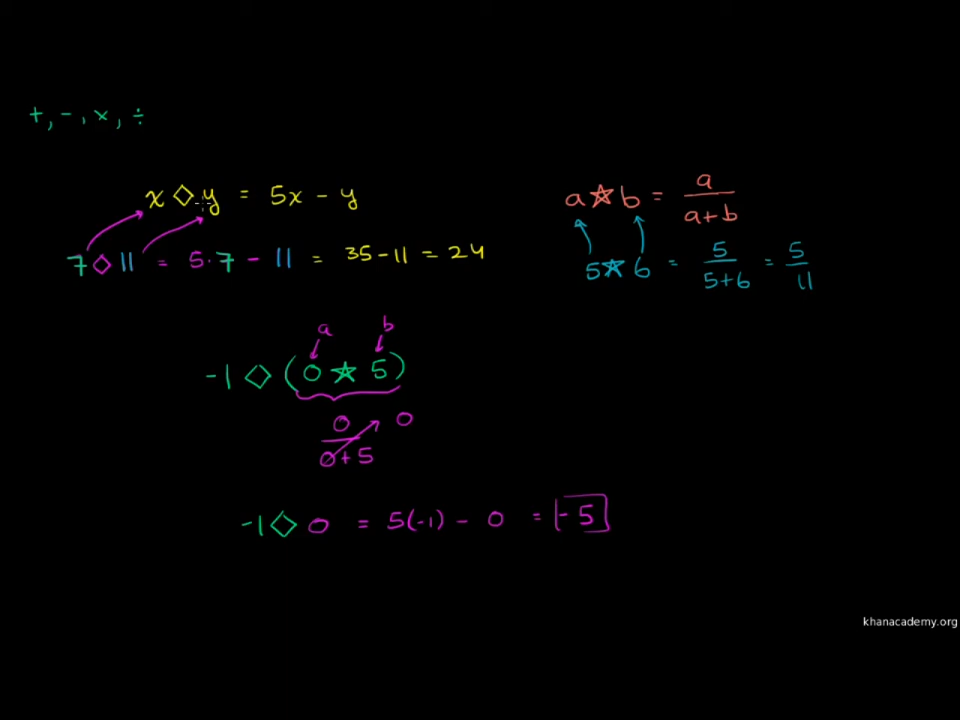 +, -, ×, ÷
x ◇ y = 5x - y
a ★ b = a/(a+b)
7 ◇ 11 = 5·7 - 11 = 35 - 11 = 24
5 ★ 6 = 5/(5+6) = 5/11
a b
-1 ◇ (0 ★ 5)
0/(0+5) 0
-1 ◇ 0 = 5(-1) - 0 = -5
khanacademy.org